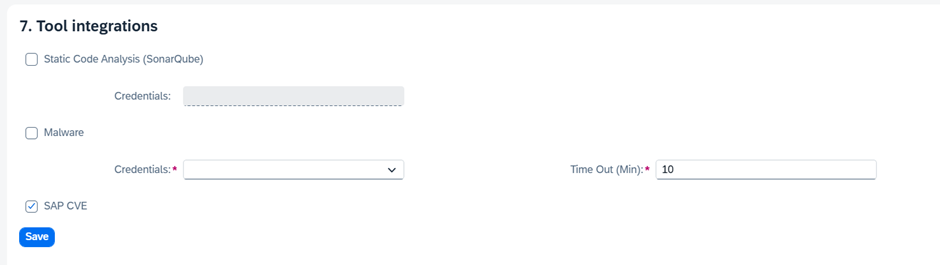 7. Tool integrations
Static Code Analysis (SonarQube)
Credentials:
Malware
Credentials:* Time Out (Min):* 10
SAP CVE
Save